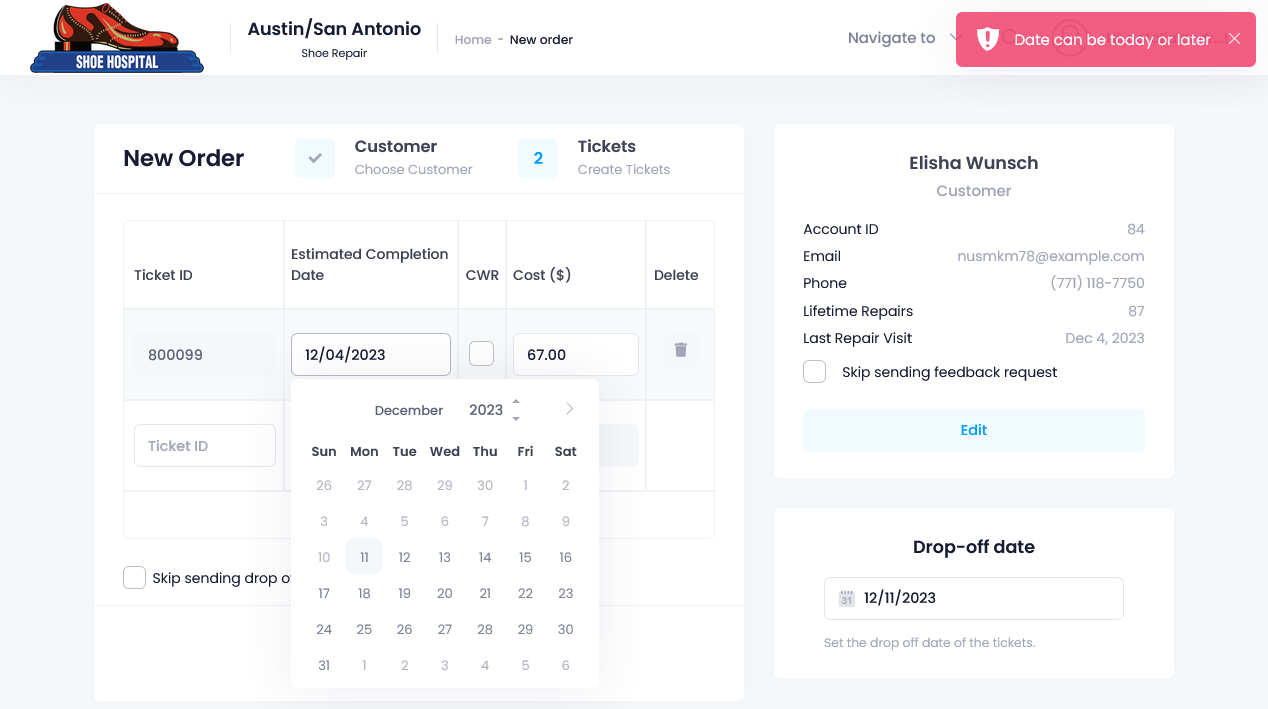 SHOE HOSPITAL
Austin/San Antonio
Shoe Repair
Home - New order
Navigate to
Date can be today or later
New Order
Customer
Choose Customer
2
Tickets
Create Tickets
Ticket ID
Estimated Completion
Date
CWR
Cost ($)
Delete
800099
12/04/2023
67.00
Ticket ID
December 2023
Sun Mon Tue Wed Thu Fri Sat
26 27 28 29 30 1 2
3 4 5 6 7 8 9
10 11 12 13 14 15 16
17 18 19 20 21 22 23
24 25 26 27 28 29 30
31 1 2 3 4 5 6
Skip sending drop
Elisha Wunsch
Customer
Account ID 84
Email nusmkm78@example.com
Phone (771) 118-7750
Lifetime Repairs 87
Last Repair Visit Dec 4, 2023
Skip sending feedback request
Edit
Drop-off date
31
12/11/2023
Set the drop off date of the tickets.